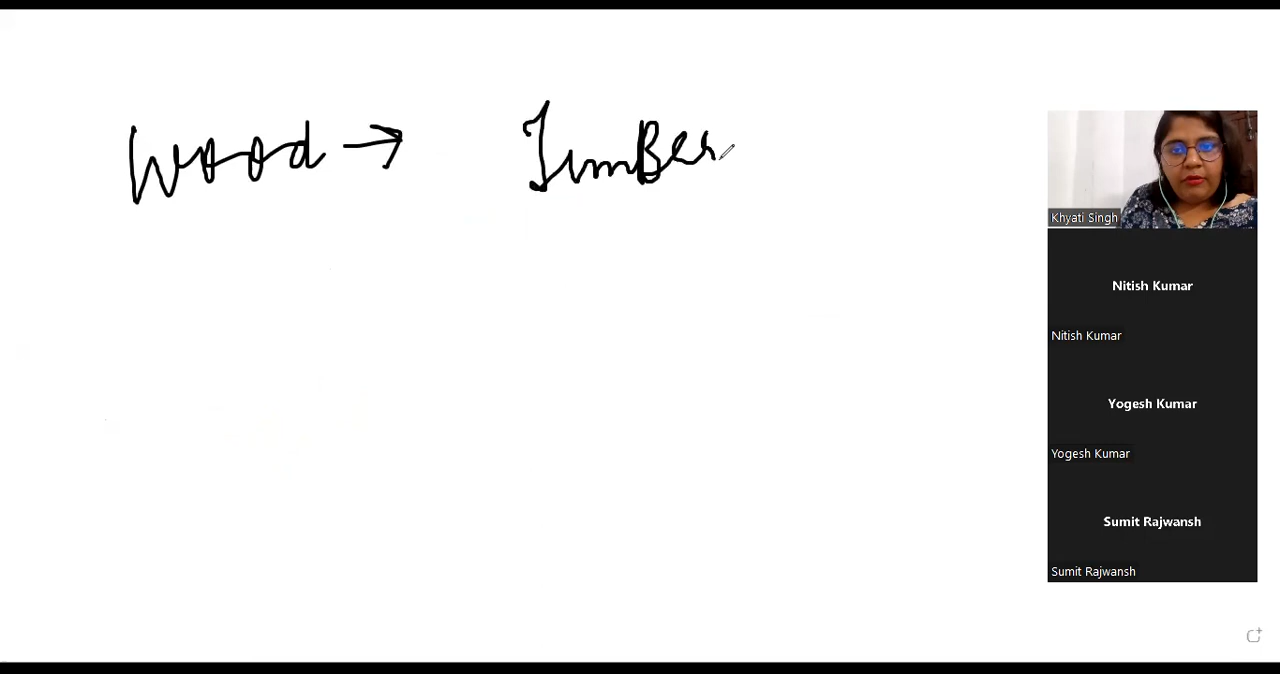 Wood → Timber
Khyati Singh
Nitish Kumar
Nitish Kumar
Yogesh Kumar
Yogesh Kumar
Sumit Rajwansh
Sumit Rajwansh